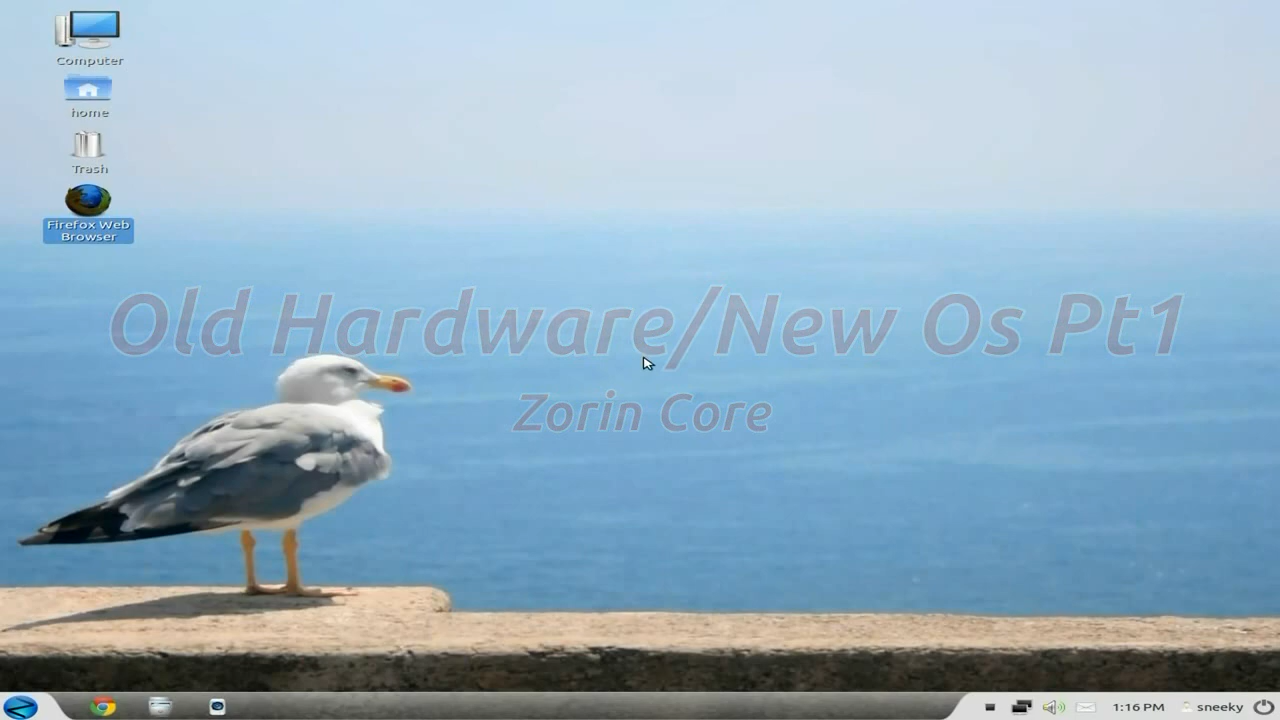 Computer
home
Trash
Firefox Web
Browser
Old Hardware/New Os Pt1
Zorin Core
1:16 PM
sneeky